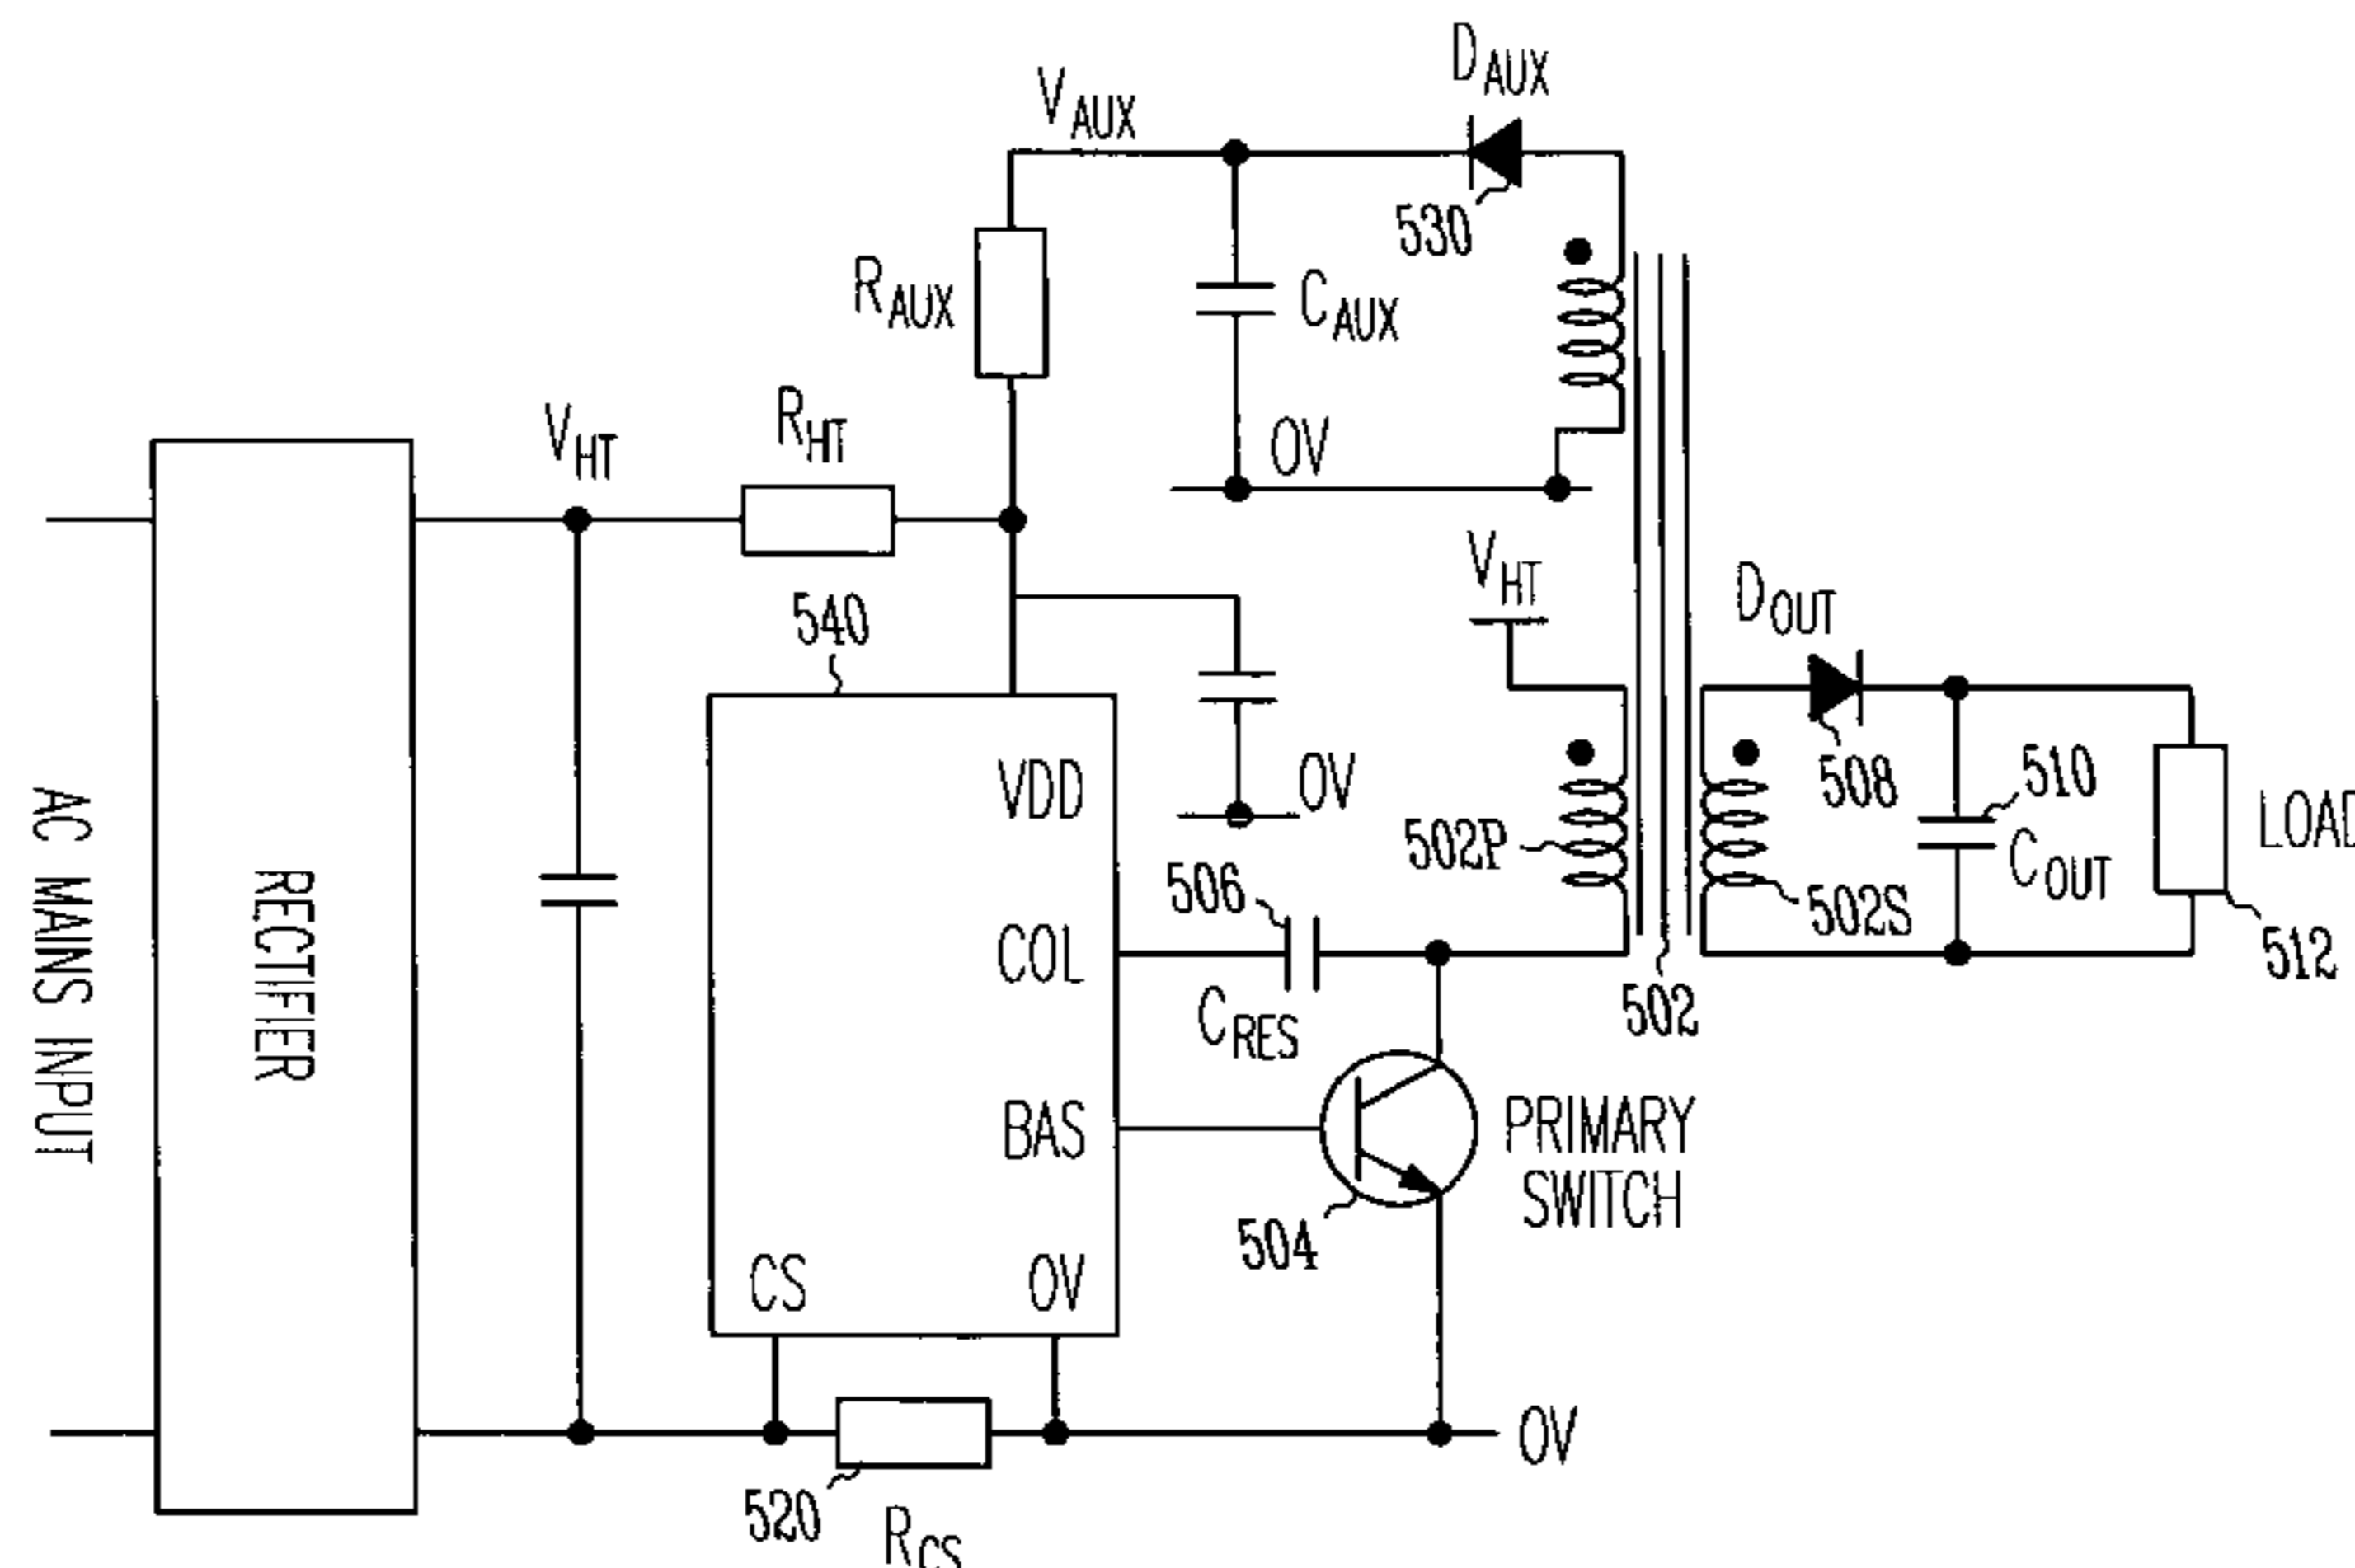 D_AUX
V_AUX
530
R_AUX
C_AUX
R_HT
V_HT
0V
V_HT
D_OUT
540
VDD
0V
510
508
502P
LOAD
506
C_OUT
502S
COL
512
C_RES
502
AC MAINS INPUT
RECTIFIER
BAS
PRIMARY
SWITCH
504
CS
0V
0V
520
R_CS